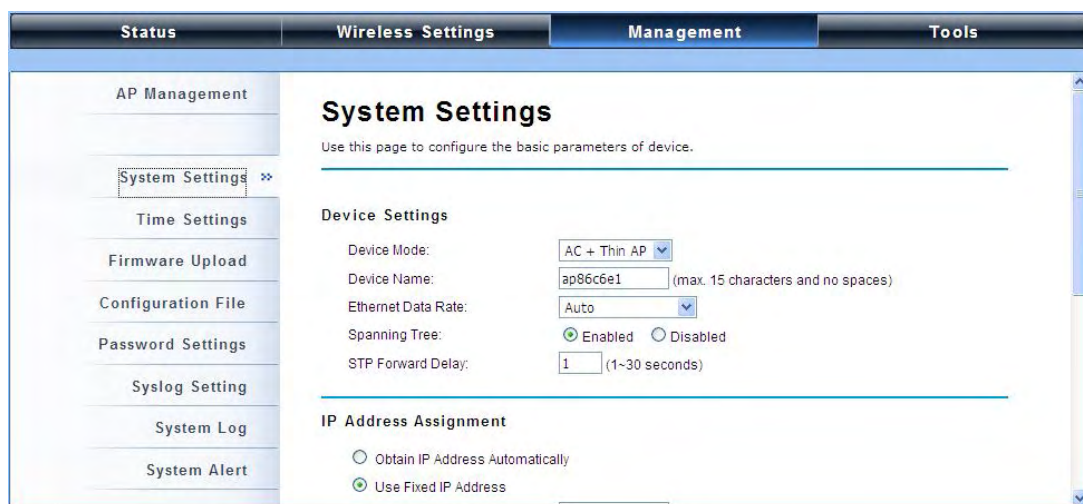 Status Wireless Settings Management Tools
AP Management
System Settings
Time Settings
Firmware Upload
Configuration File
Password Settings
Syslog Setting
System Log
System Alert
System Settings
Use this page to configure the basic parameters of device.
Device Settings
Device Mode: AC + Thin AP
Device Name: ap86c6e1 (max. 15 characters and no spaces)
Ethernet Data Rate: Auto
Spanning Tree: Enabled Disabled
STP Forward Delay: 1 (1~30 seconds)
IP Address Assignment
Obtain IP Address Automatically
Use Fixed IP Address